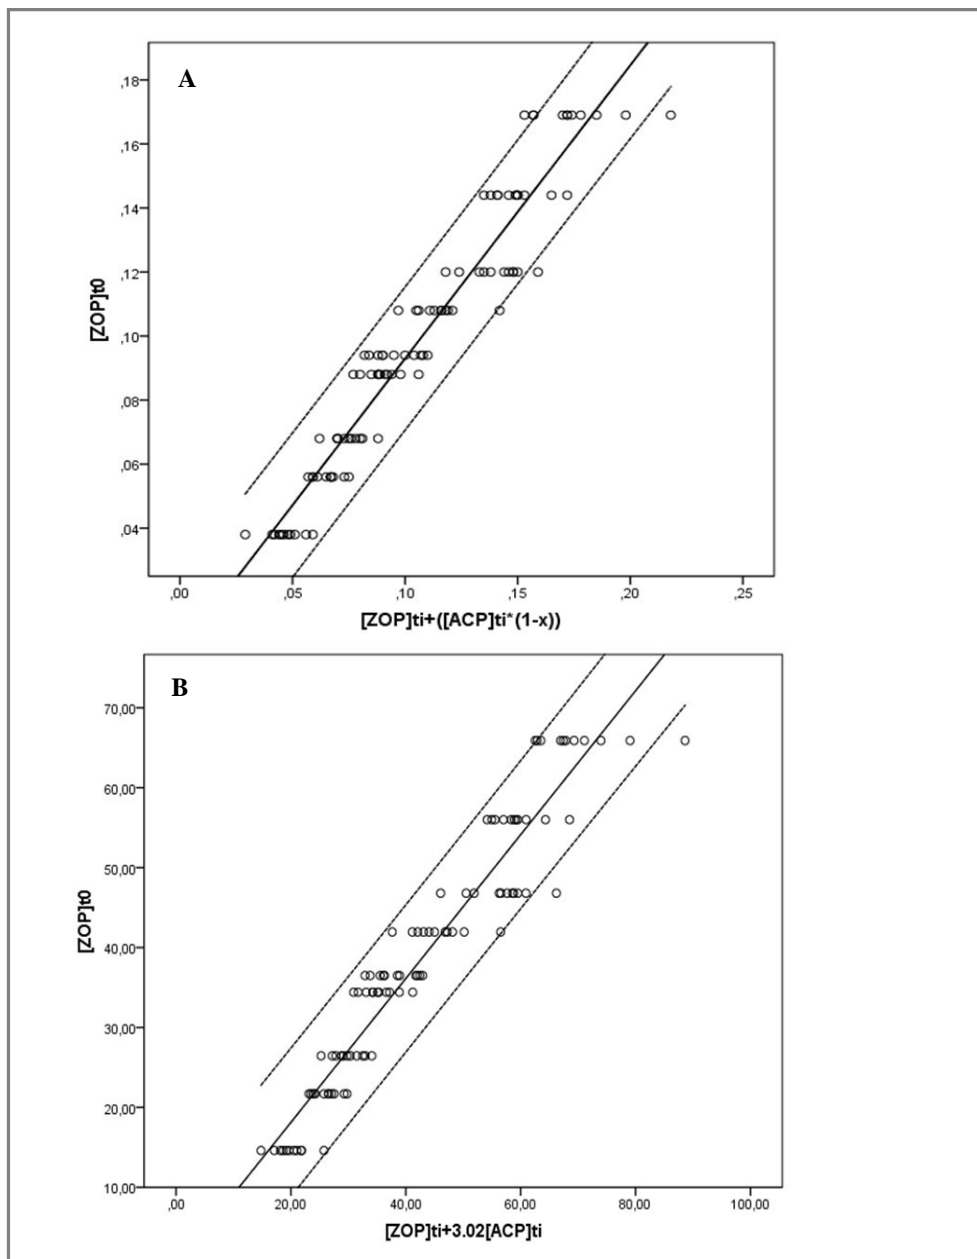 A
,18
,16
,14
,12
,10
,08
,06
,04
[ZOP]t0
,00 ,05 ,10 ,15 ,20 ,25
[ZOP]ti+([ACP]ti*(1-x))
B
70,00
60,00
50,00
40,00
30,00
20,00
10,00
[ZOP]t0
,00 20,00 40,00 60,00 80,00 100,00
[ZOP]ti+3.02[ACP]ti